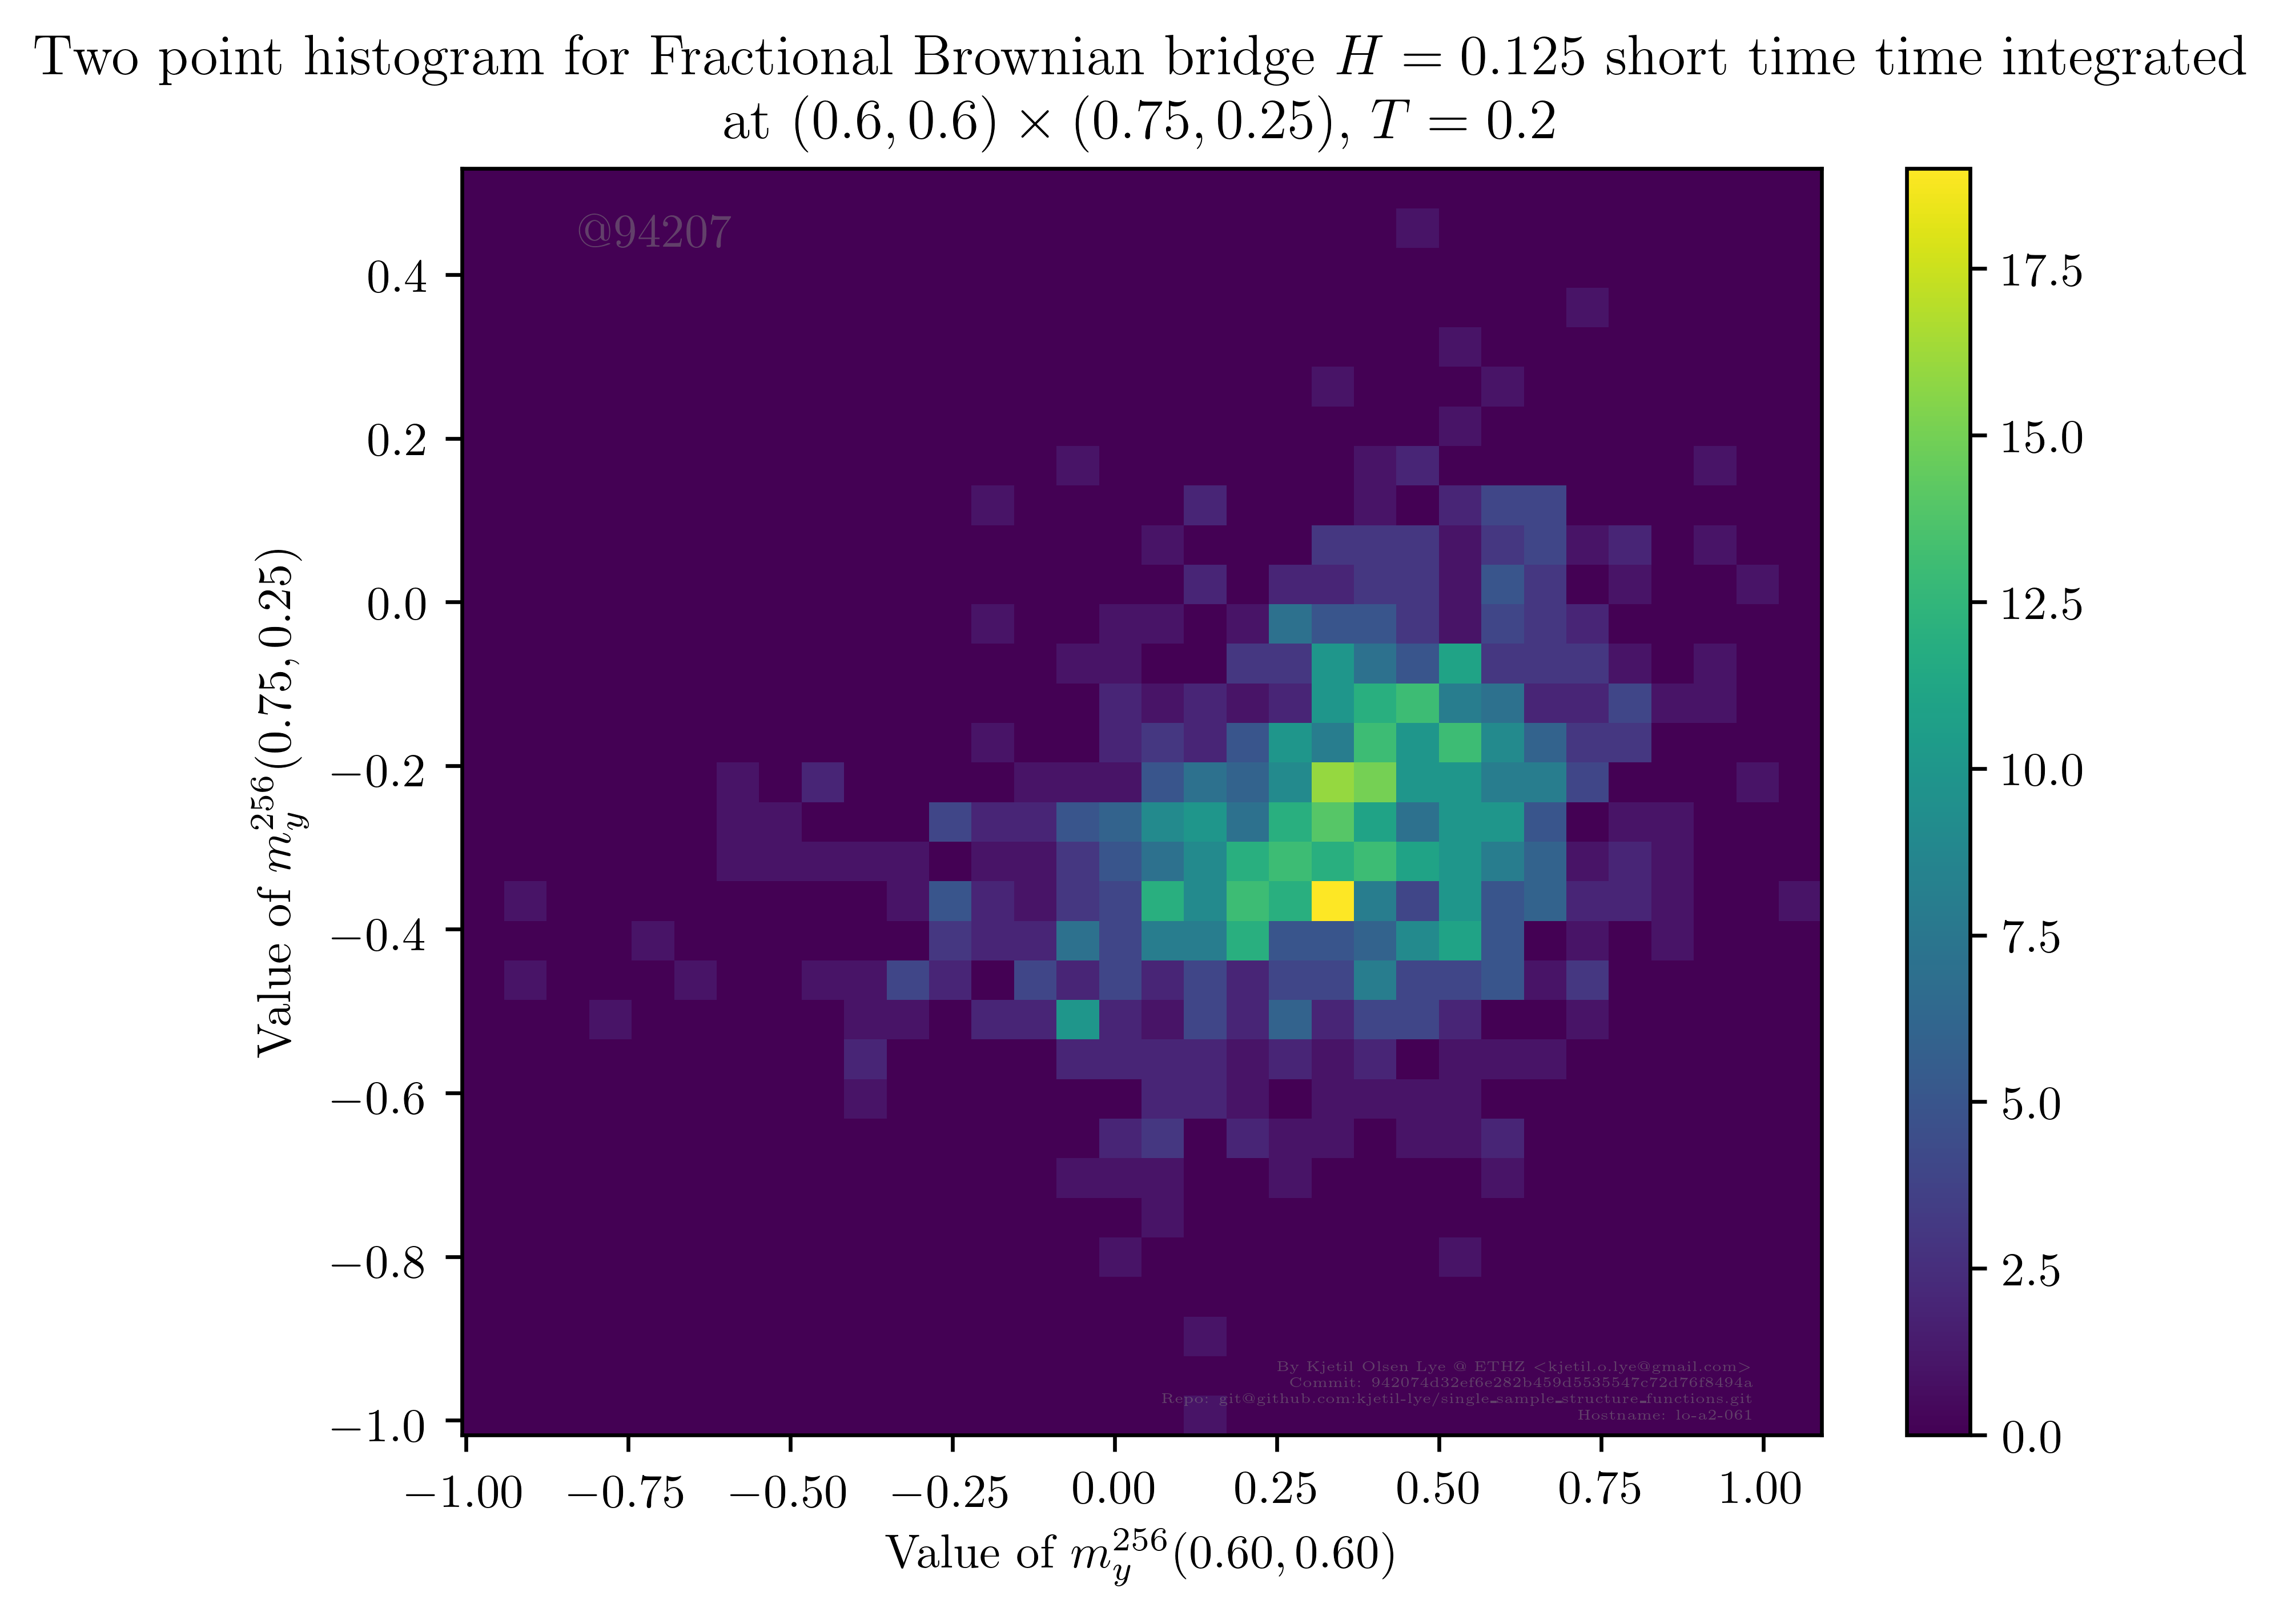 Two point histogram for Fractional Brownian bridge H = 0.125 short time time integrated
at (0.6, 0.6) × (0.75, 0.25), T = 0.2
@94207
0.4
0.2
0.0
−0.2
−0.4
−0.6
−0.8
−1.0
Value of m_y^{256}(0.75, 0.25)
17.5
15.0
12.5
10.0
7.5
5.0
2.5
0.0
By Kjetil Olsen Lye @ ETHZ <kjetil.o.lye@gmail.com>
Commit: 942074d32ef6e282b459d5535547c72d76f8494a
Repo: git@github.com:kjetil-lye/single_sample_structure_functions.git
Hostname: lo-a2-061
−1.00 −0.75 −0.50 −0.25 0.00 0.25 0.50 0.75 1.00
Value of m_y^{256}(0.60, 0.60)